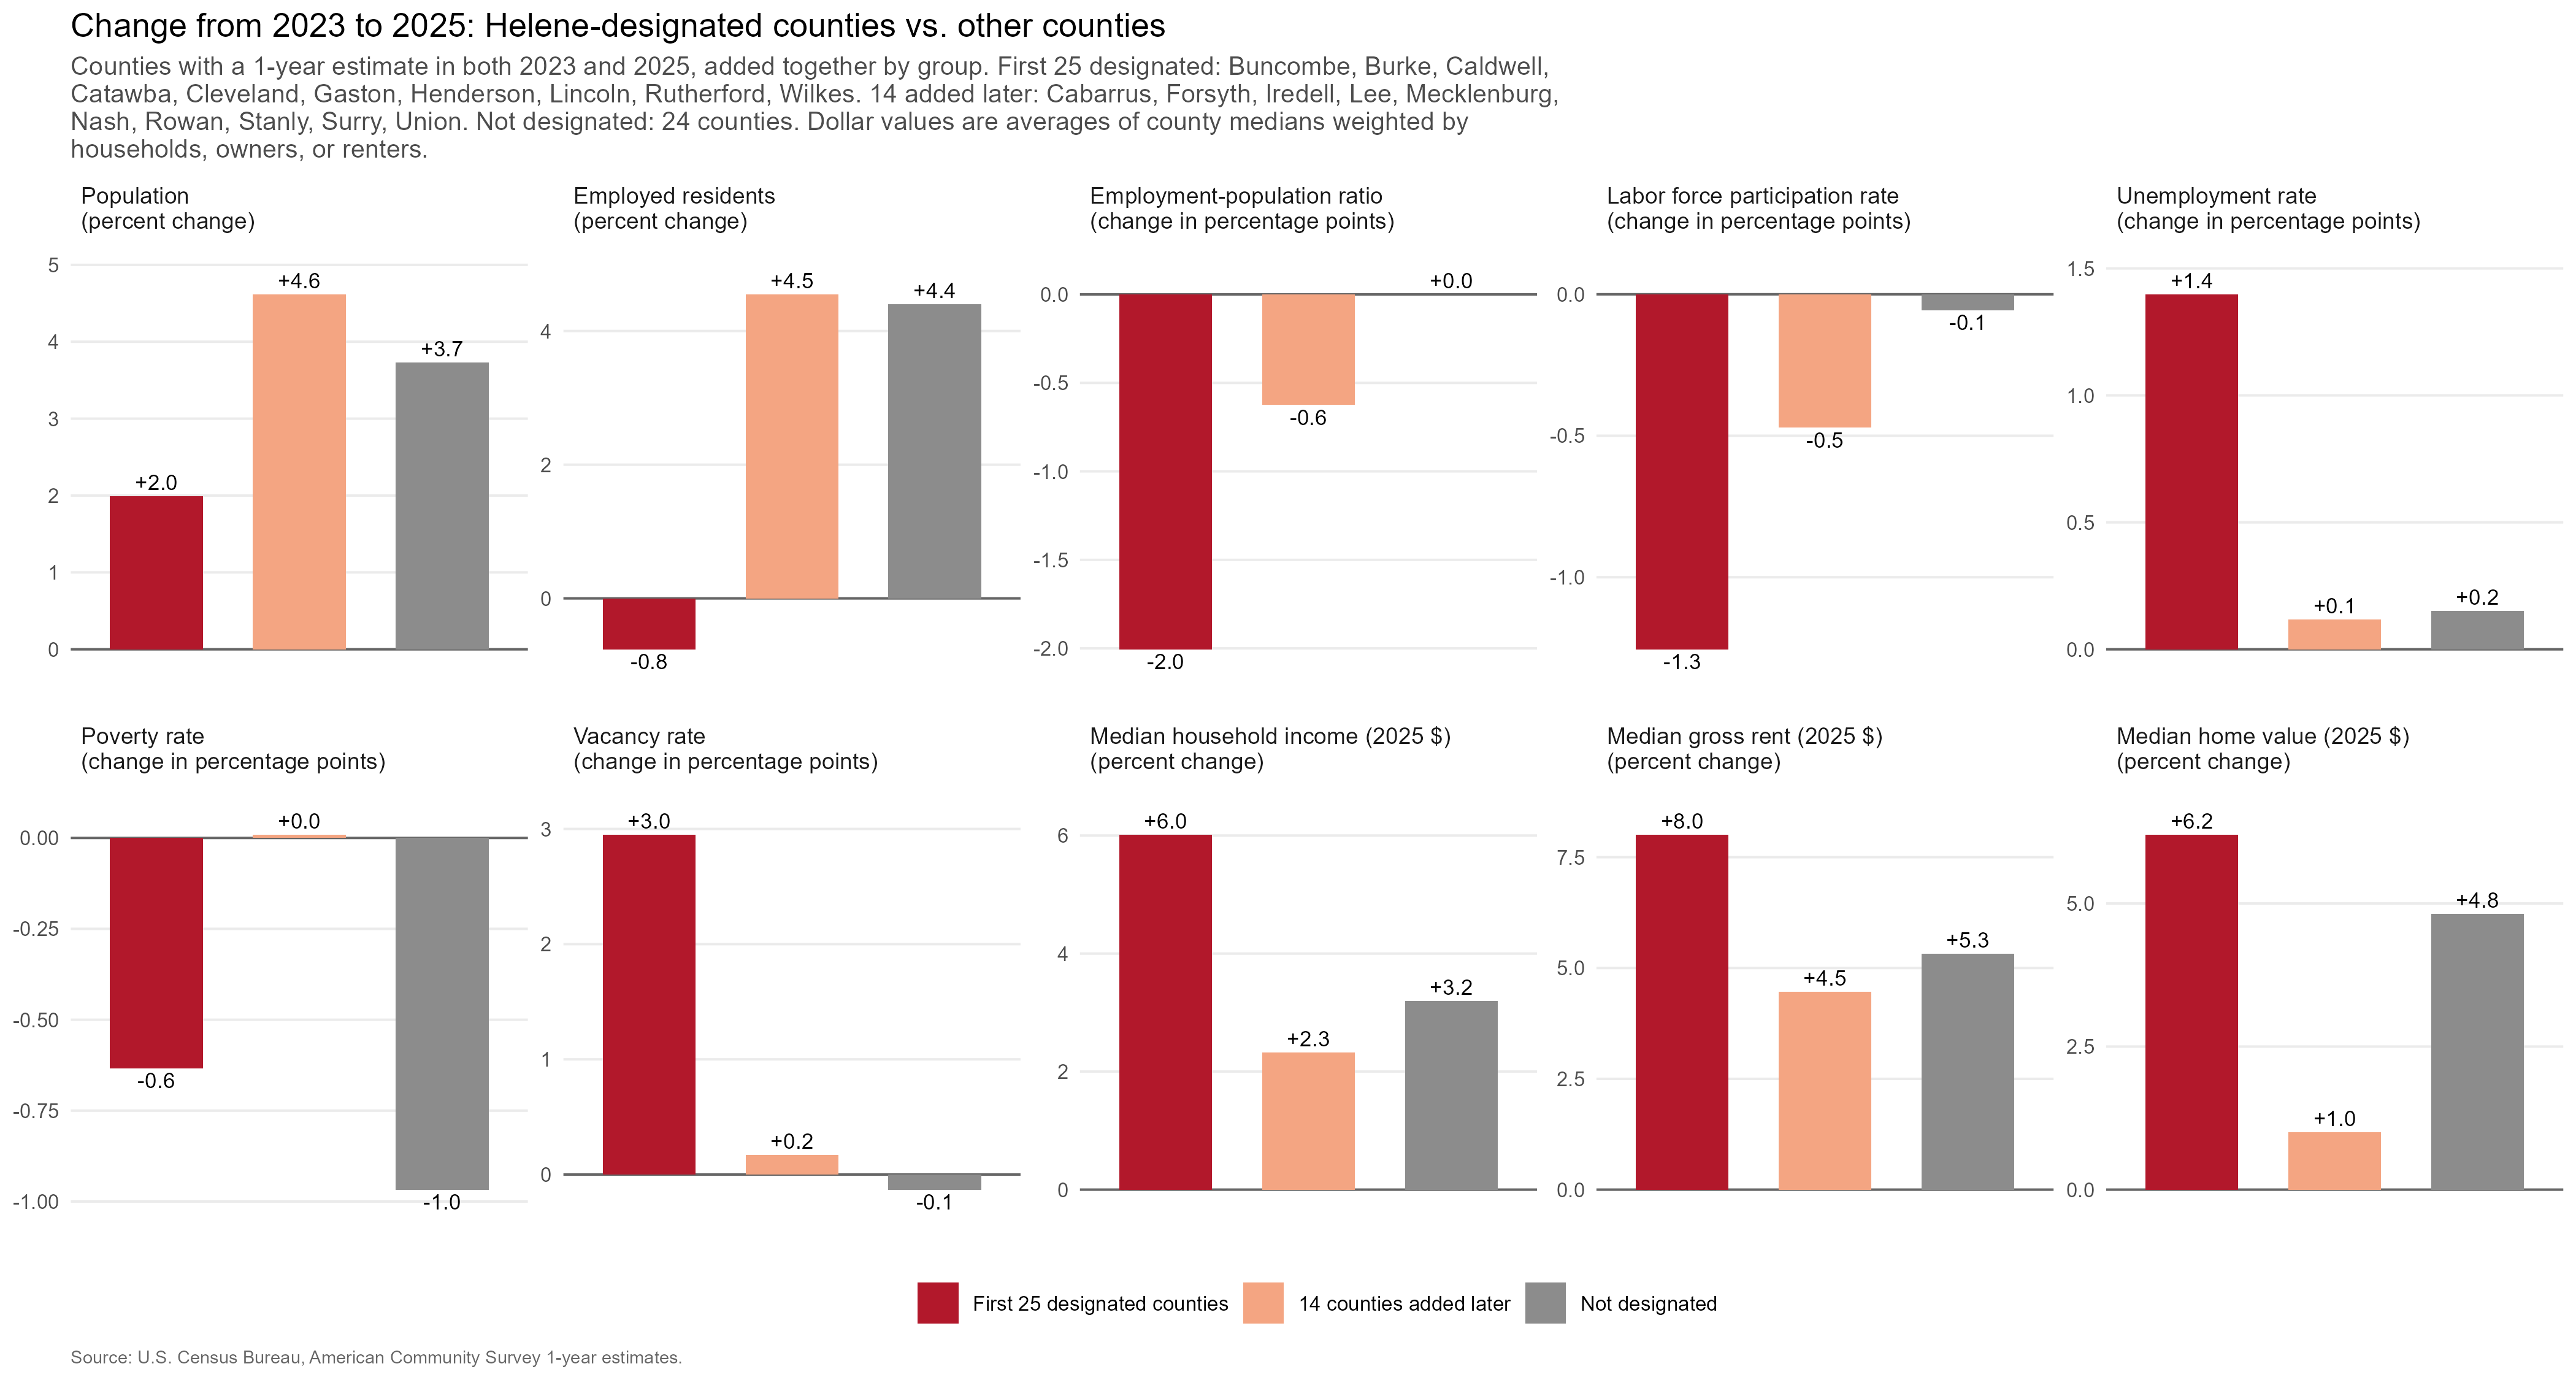 Change from 2023 to 2025: Helene-designated counties vs. other counties
Counties with a 1-year estimate in both 2023 and 2025, added together by group. First 25 designated: Buncombe, Burke, Caldwell,
Catawba, Cleveland, Gaston, Henderson, Lincoln, Rutherford, Wilkes. 14 added later: Cabarrus, Forsyth, Iredell, Lee, Mecklenburg,
Nash, Rowan, Stanly, Surry, Union. Not designated: 24 counties. Dollar values are averages of county medians weighted by
households, owners, or renters.
Population
(percent change)
5
4
3
2
1
0
+2.0
+4.6
+3.7
Employed residents
(percent change)
4
2
0
-0.8
+4.5
+4.4
Employment-population ratio
(change in percentage points)
0.0
-0.5
-1.0
-1.5
-2.0
-2.0
-0.6
+0.0
Labor force participation rate
(change in percentage points)
0.0
-0.5
-1.0
-1.3
-0.5
-0.1
Unemployment rate
(change in percentage points)
1.5
1.0
0.5
0.0
+1.4
+0.1
+0.2
Poverty rate
(change in percentage points)
0.00
-0.25
-0.50
-0.75
-1.00
-0.6
+0.0
-1.0
Vacancy rate
(change in percentage points)
3
2
1
0
+3.0
+0.2
-0.1
Median household income (2025 $)
(percent change)
6
4
2
0
+6.0
+2.3
+3.2
Median gross rent (2025 $)
(percent change)
7.5
5.0
2.5
0.0
+8.0
+4.5
+5.3
Median home value (2025 $)
(percent change)
5.0
2.5
0.0
+6.2
+1.0
+4.8
First 25 designated counties
14 counties added later
Not designated
Source: U.S. Census Bureau, American Community Survey 1-year estimates.